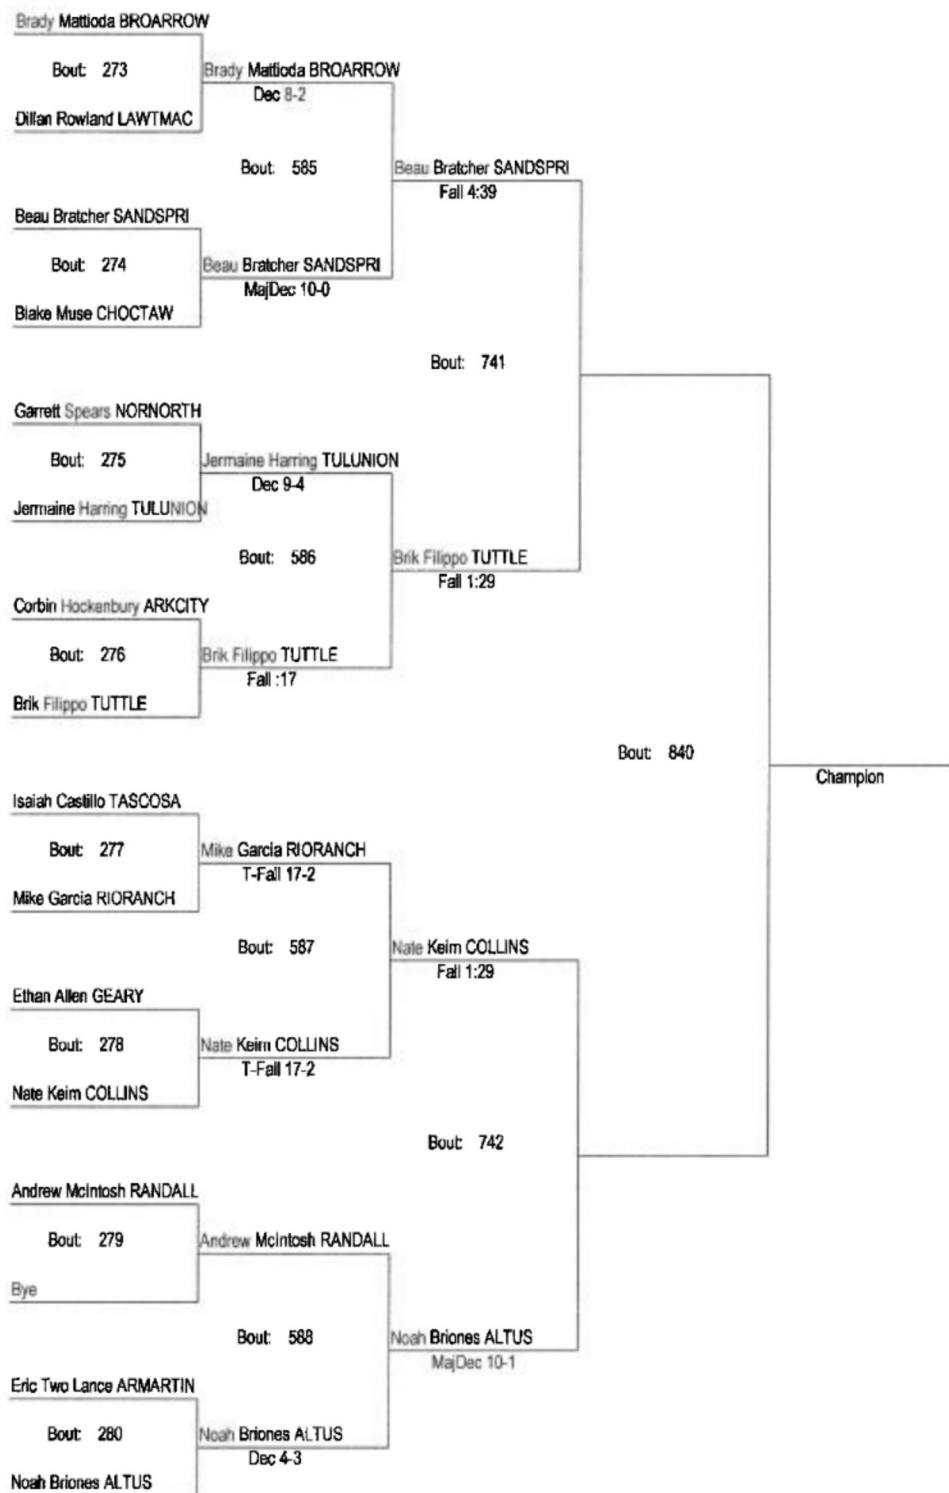 Brady Mattioda BROARROW
Bout: 273
Brady Mattioda BROARROW
Dec 8-2
Dillan Rowland LAWTMAC
Bout: 585
Beau Bratcher SANDSPRI
Fall 4:39
Beau Bratcher SANDSPRI
Bout: 274
Beau Bratcher SANDSPRI
MajDec 10-0
Blake Muse CHOCTAW
Bout: 741
Garrett Spears NORNORTH
Bout: 275
Jermaine Harring TULUNION
Dec 9-4
Jermaine Harring TULUNION
Bout: 586
Brik Filippo TUTTLE
Fall 1:29
Corbin Hockenbury ARKCITY
Bout: 276
Brik Filippo TUTTLE
Fall :17
Brik Filippo TUTTLE
Bout: 840
Champion
Isaiah Castillo TASCOSA
Bout: 277
Mike Garcia RIORANCH
T-Fall 17-2
Mike Garcia RIORANCH
Bout: 587
Nate Keim COLLINS
Fall 1:29
Ethan Allen GEARY
Bout: 278
Nate Keim COLLINS
T-Fall 17-2
Nate Keim COLLINS
Bout: 742
Andrew McIntosh RANDALL
Bout: 279
Andrew McIntosh RANDALL
Bye
Bout: 588
Noah Briones ALTUS
MajDec 10-1
Eric Two Lance ARMARTIN
Bout: 280
Noah Briones ALTUS
Dec 4-3
Noah Briones ALTUS